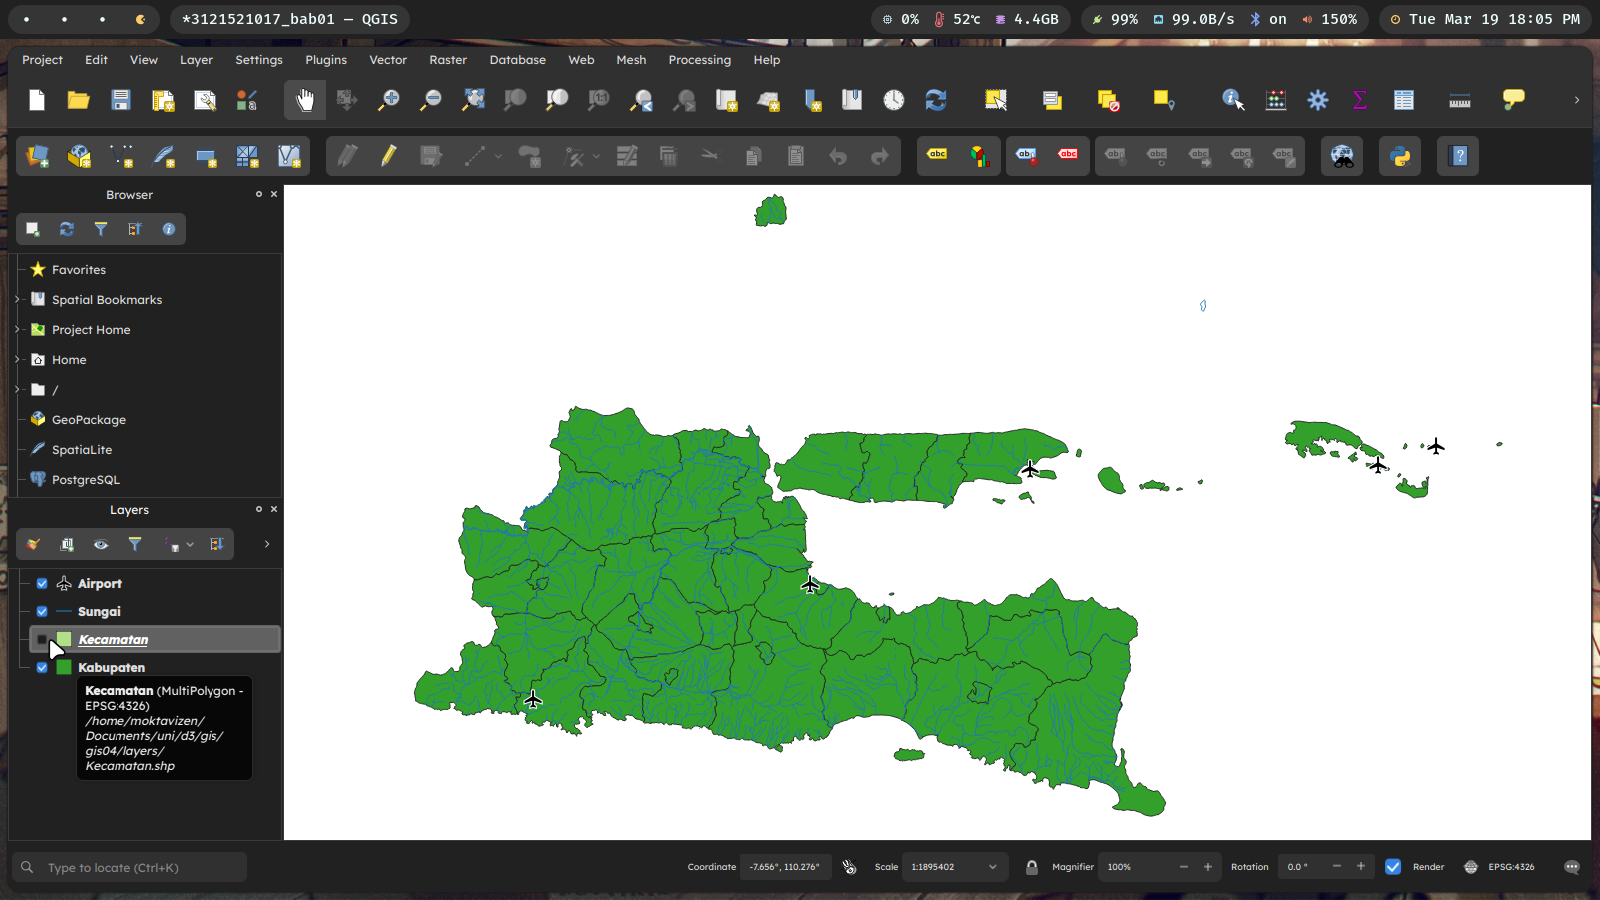 *3121521017_bab01 — QGIS
0%
52℃
4.4GB
99%
99.0B/s
on
150%
Tue Mar 19 18:05 PM
Project Edit View Layer Settings Plugins Vector Raster Database Web Mesh Processing Help
Browser
Favorites
Spatial Bookmarks
Project Home
Home
/
GeoPackage
SpatiaLite
PostgreSQL
Layers
Airport
Sungai
Kecamatan
Kabupaten
Kecamatan (MultiPolygon -
EPSG:4326)
/home/moktavizen/
Documents/uni/d3/gis/
gis04/layers/
Kecamatan.shp
Type to locate (Ctrl+K)
Coordinate -7.656°, 110.276° Scale 1:1895402 Magnifier 100% Rotation 0.0 ° Render EPSG:4326